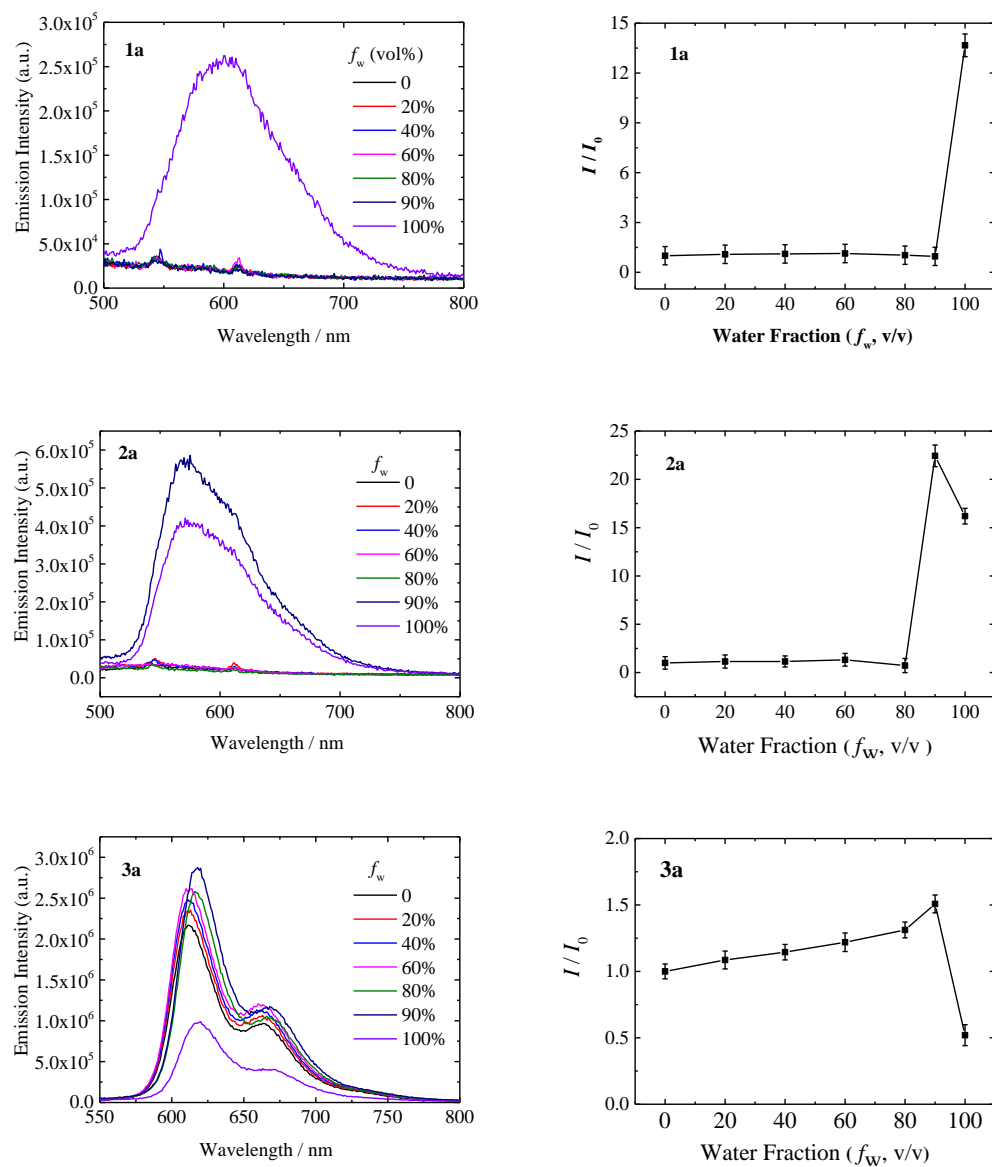 1a
f_w (vol%)
0
20%
40%
60%
80%
90%
100%
3.0x10^5
2.5x10^5
2.0x10^5
1.5x10^5
1.0x10^5
5.0x10^4
0.0
Emission Intensity (a.u.)
500 600 700 800
Wavelength / nm
1a
15
12
9
6
3
0
I / I_0
0 20 40 60 80 100
Water Fraction (f_w, v/v)
2a
f_w
0
20%
40%
60%
80%
90%
100%
6.0x10^5
5.0x10^5
4.0x10^5
3.0x10^5
2.0x10^5
1.0x10^5
0.0
Emission Intensity (a.u.)
500 600 700 800
Wavelength / nm
2a
25
20
15
10
5
0
I / I_0
0 20 40 60 80 100
Water Fraction (f_w, v/v )
3a
f_w
0
20%
40%
60%
80%
90%
100%
3.0x10^6
2.5x10^6
2.0x10^6
1.5x10^6
1.0x10^6
5.0x10^5
0.0
Emission Intensity (a.u.)
550 600 650 700 750 800
Wavelength / nm
3a
2.0
1.5
1.0
0.5
0.0
I / I_0
0 20 40 60 80 100
Water Fraction (f_w, v/v )